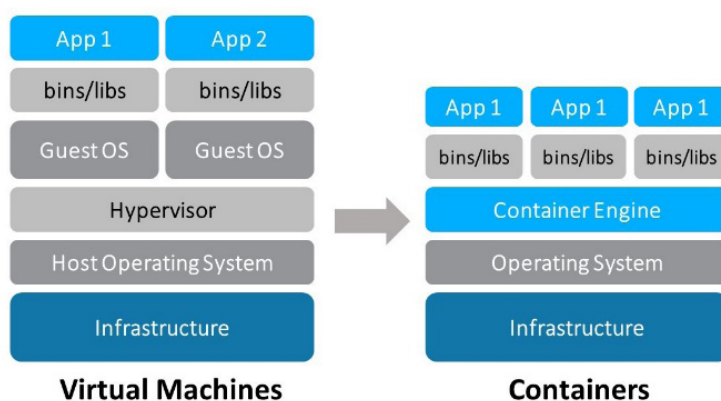 App 1 App 2
bins/libs bins/libs
Guest OS Guest OS
Hypervisor
Host Operating System
Infrastructure
Virtual Machines
App 1 App 1 App 1
bins/libs bins/libs bins/libs
Container Engine
Operating System
Infrastructure
Containers